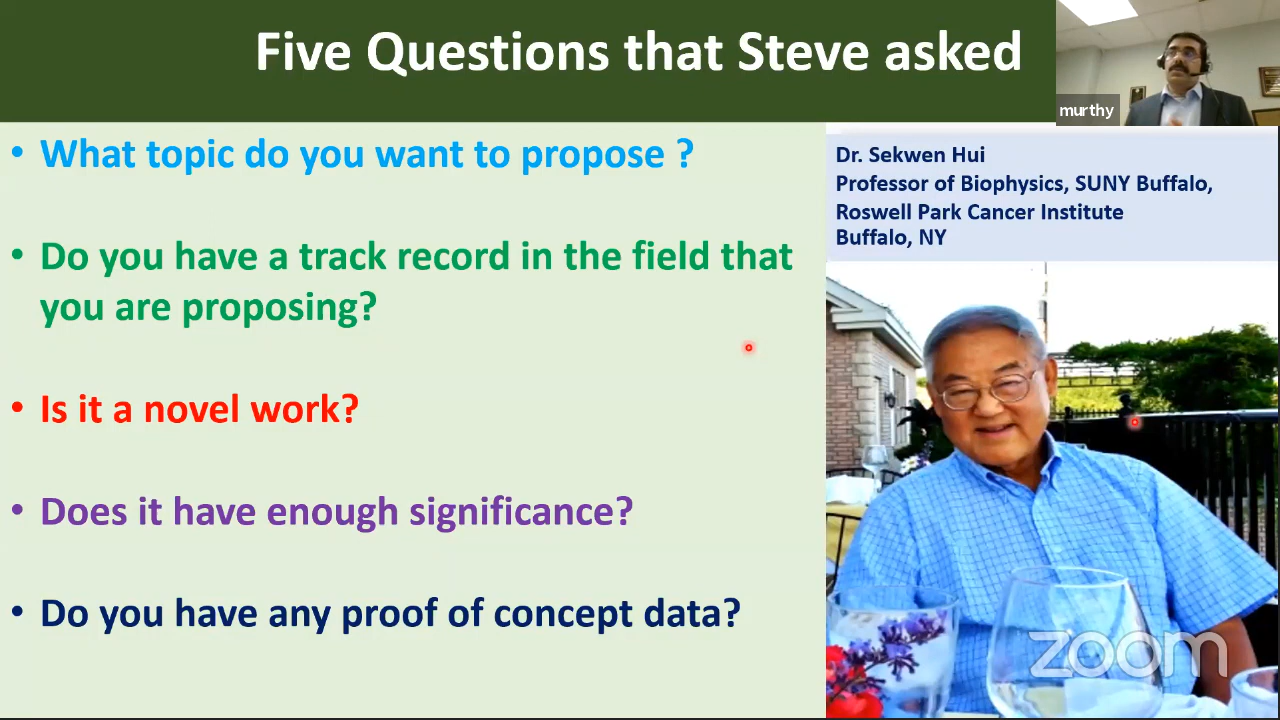 Five Questions that Steve asked
murthy
• What topic do you want to propose ?
• Do you have a track record in the field that
you are proposing?
• Is it a novel work?
• Does it have enough significance?
• Do you have any proof of concept data?
Dr. Sekwen Hui
Professor of Biophysics, SUNY Buffalo,
Roswell Park Cancer Institute
Buffalo, NY
zoom